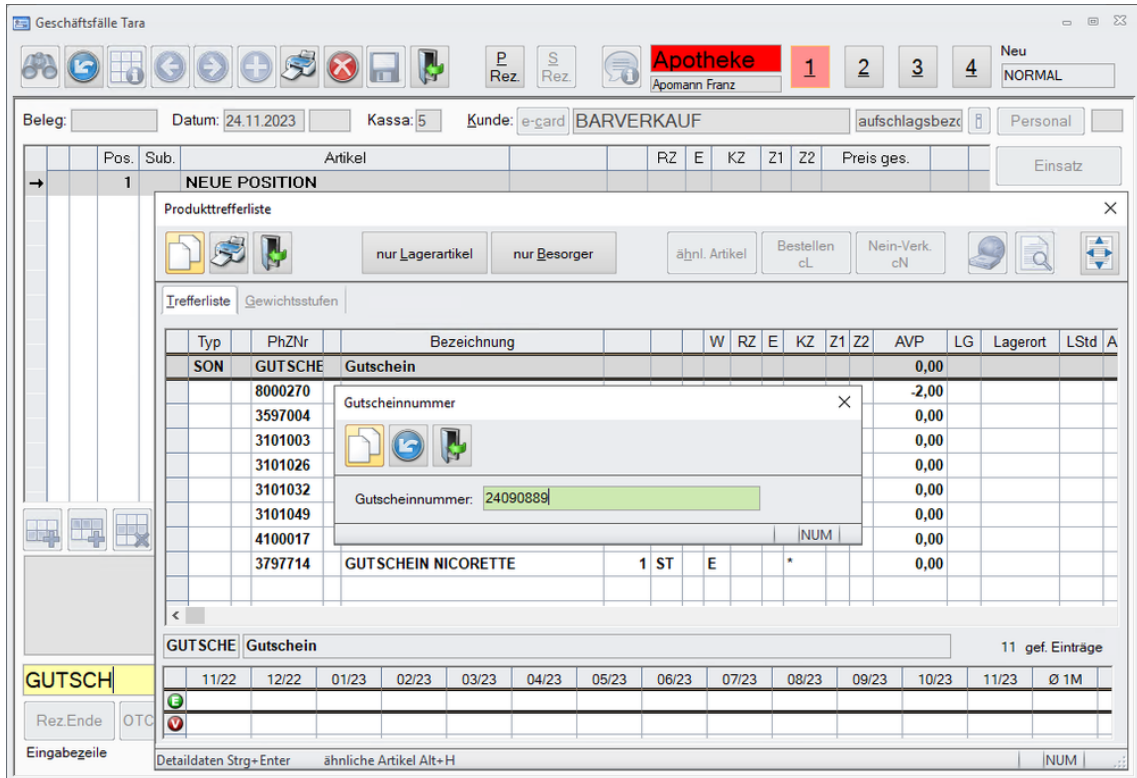 Geschäftsfälle Tara
P Rez. S Rez. Apotheke 1 2 3 4 Neu
Apomann Franz NORMAL
Beleg: Datum: 24.11.2023 Kassa: 5 Kunde: e-card BARVERKAUF aufschlagsbezo Personal
Pos. Sub. Artikel RZ E KZ Z1 Z2 Preis ges. Einsatz
1 NEUE POSITION
Produkttrefferliste
nur Lagerartikel nur Besorger ähnl. Artikel Bestellen cL Nein-Verk. cN
Trefferliste Gewichtsstufen
Typ PhZNr Bezeichnung W RZ E KZ Z1 Z2 AVP LG Lagerort LStd A
SON GUTSCHE Gutschein 0,00
8000270 -2,00
Gutscheinnummer
3597004 0,00
3101003 0,00
3101026 0,00
3101032 0,00
Gutscheinnummer: 24090889
3101049 0,00
4100017 0,00
NUM
3797714 GUTSCHEIN NICORETTE 1 ST E * 0,00
GUTSCHE Gutschein 11 gef. Einträge
GUTSCH
11/22 12/22 01/23 02/23 03/23 04/23 05/23 06/23 07/23 08/23 09/23 10/23 11/23 Ø 1M
E
V
Rez.Ende OTC
Eingabezeile
Detaildaten Strg+Enter ähnliche Artikel Alt+H NUM